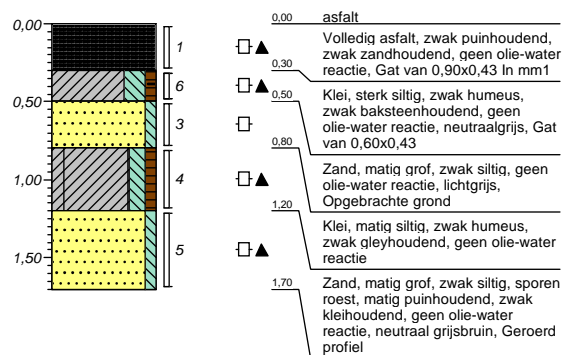 0,00
0,50
1,00
1,50
1
6
3
4
5
0,00 asfalt
Volledig asfalt, zwak puinhoudend,
zwak zandhoudend, geen olie-water
reactie, Gat van 0,90x0,43 In mm1
0,30
Klei, sterk siltig, zwak humeus,
zwak baksteenhoudend, geen
olie-water reactie, neutraalgrijs, Gat
van 0,60x0,43
0,50
Zand, matig grof, zwak siltig, geen
olie-water reactie, lichtgrijs,
Opgebrachte grond
0,80
Klei, matig siltig, zwak humeus,
zwak gleyhoudend, geen olie-water
reactie
1,20
Zand, matig grof, zwak siltig, sporen
roest, matig puinhoudend, zwak
kleihoudend, geen olie-water
reactie, neutraal grijsbruin, Geroerd
profiel
1,70